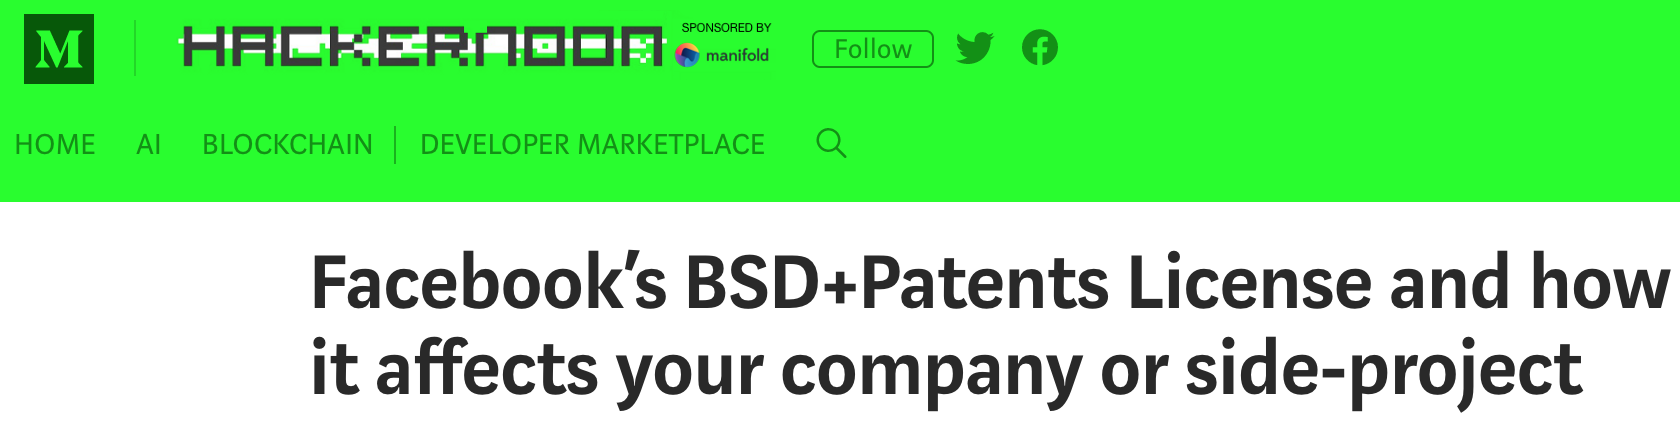 M HACKERNOON SPONSORED BY
manifold
Follow
HOME AI BLOCKCHAIN DEVELOPER MARKETPLACE
Facebook’s BSD+Patents License and how
it affects your company or side-project